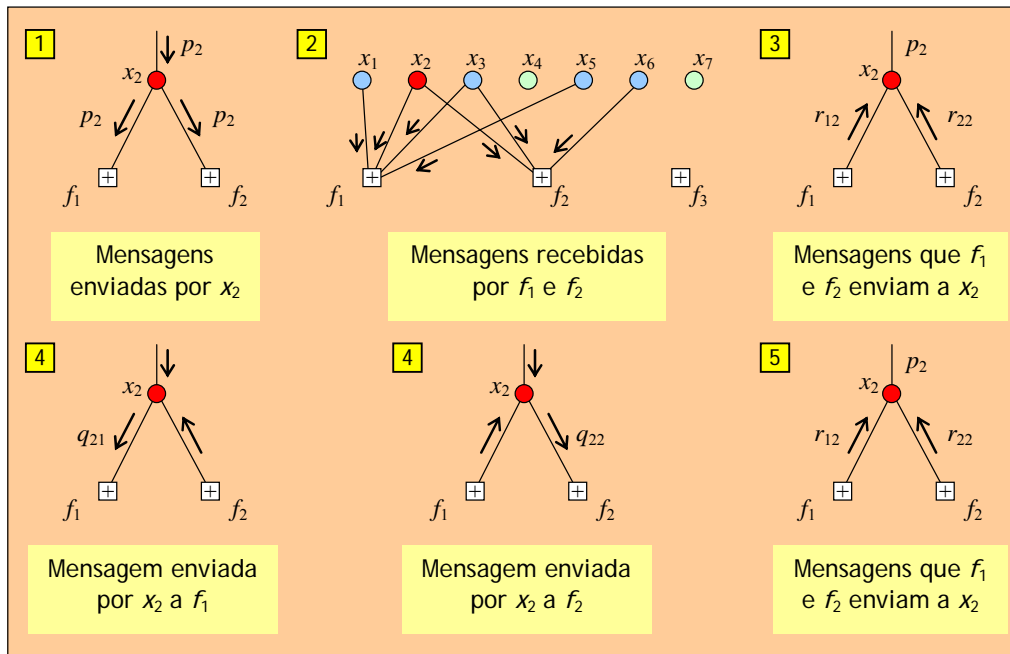 1
p2
x2
p2
p2
f1
f2
Mensagens
enviadas por x2
2
x1 x2 x3 x4 x5 x6 x7
f1
f2
f3
Mensagens recebidas
por f1 e f2
3
p2
x2
r12
r22
f1
f2
Mensagens que f1
e f2 enviam a x2
4
x2
q21
f1
f2
Mensagem enviada
por x2 a f1
4
x2
q22
f1
f2
Mensagem enviada
por x2 a f2
5
p2
x2
r12
r22
f1
f2
Mensagens que f1
e f2 enviam a x2